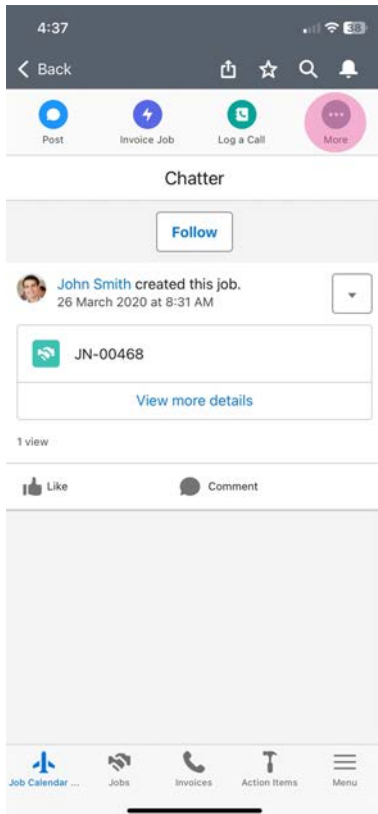 4:37
38
Back
Post
Invoice Job
Log a Call
More
Chatter
Follow
John Smith created this job.
26 March 2020 at 8:31 AM
JN-00468
View more details
1 view
Like
Comment
Job Calendar ...
Jobs
Invoices
Action Items
Menu